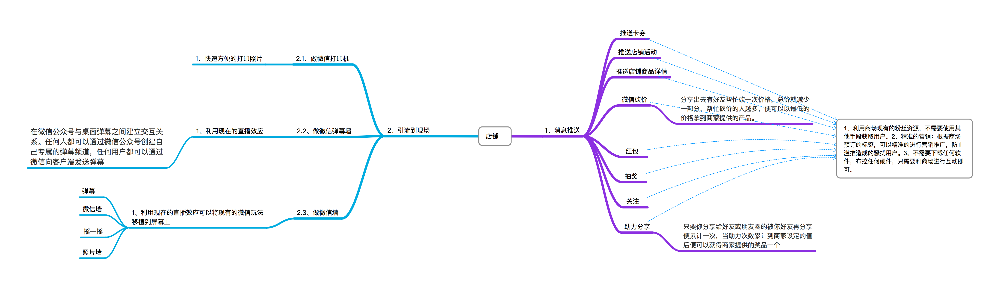 店铺
1、消息推送
推送卡券
推送店铺活动
推送店铺商品详情
微信砍价
分享出去有好友帮忙砍一次价格，总价就减少
一部分，帮忙砍价的人越多，便可以以最低的
价格拿到商家提供的产品。
红包
抽奖
关注
助力分享
只要你分享给好友或朋友圈的被你好友再分享
便累计一次，当助力次数累计到商家设定的值
后便可以获得商家提供的奖品一个
1、利用商场现有的粉丝资源，不需要使用其
他手段获取用户。2、精准的营销：根据商场
预订的标签，可以精准的进行营销推广，防止
滥推造成的骚扰用户。3、不需要下载任何软
件，布控任何硬件，只需要和商场进行互动即
可。
2、引流到现场
2.1、做微信打印机
1、快速方便的打印照片
2.2、做微信弹幕墙
1、利用现在的直播效应
在微信公众号与桌面弹幕之间建立交互关
系。任何人都可以通过微信公众号创建自
己专属的弹幕频道，任何用户都可以通过
微信向客户端发送弹幕
2.3、做微信墙
1、利用现在的直播效应可以将现有的微信玩法
移植到屏幕上
弹幕
微信墙
摇一摇
照片墙